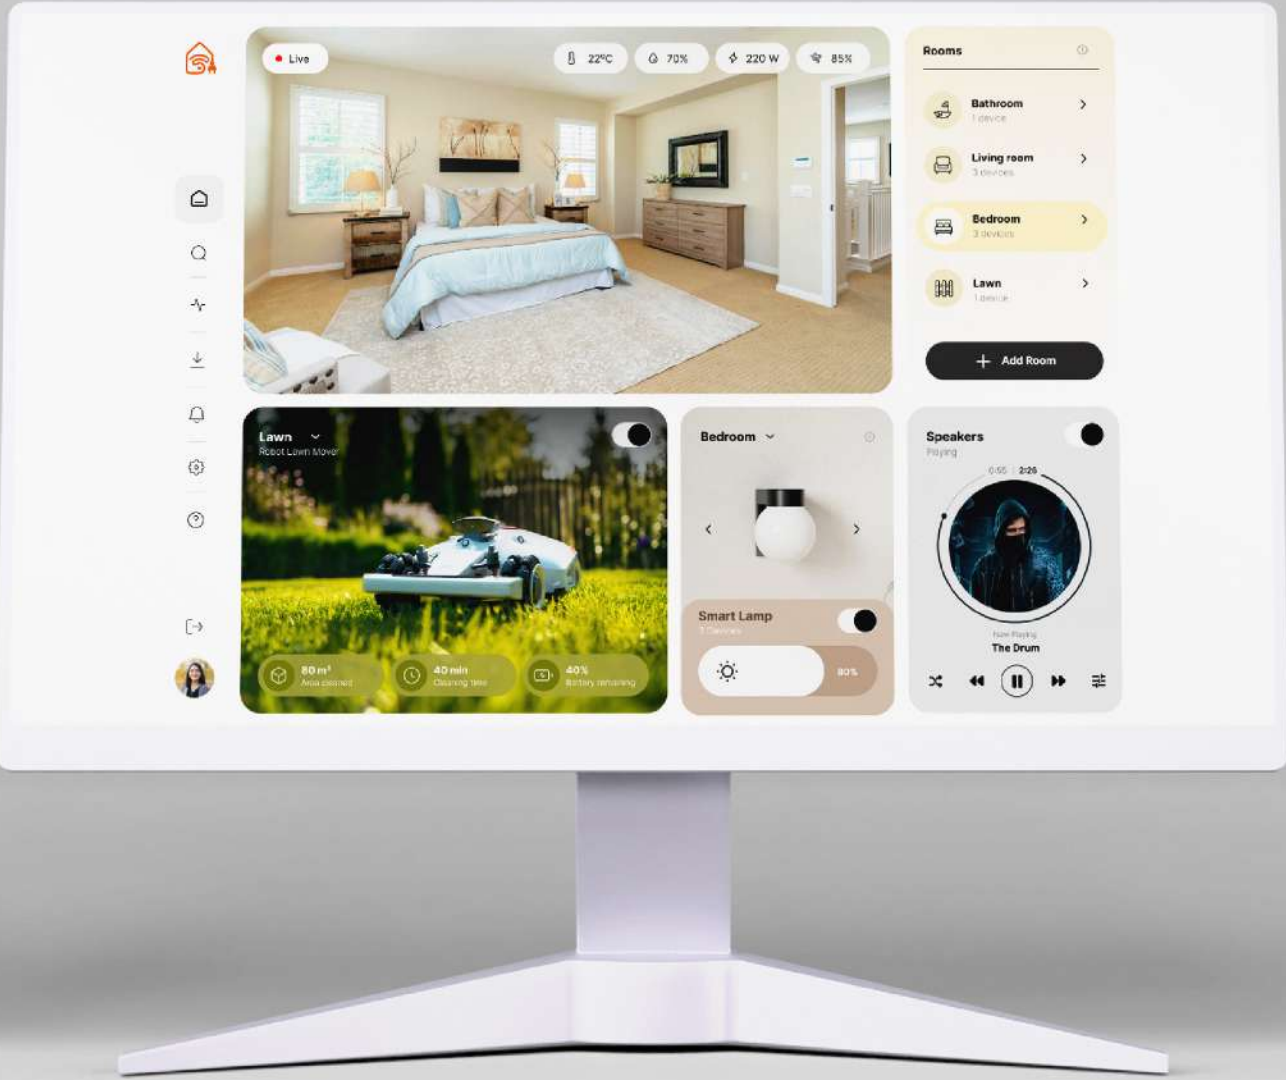 Live
22°C
70%
220 W
85%
Rooms
Bathroom
1 device
Living room
3 devices
Bedroom
3 devices
Lawn
1 device
+ Add Room
Lawn
Robot Lawn Mover
80 m²
Area cleaned
40 min
Cleaning time
40%
Battery remaining
Bedroom
Smart Lamp
3 Devices
80%
Speakers
Playing
0:55 | 2:26
Now Playing
The Drum